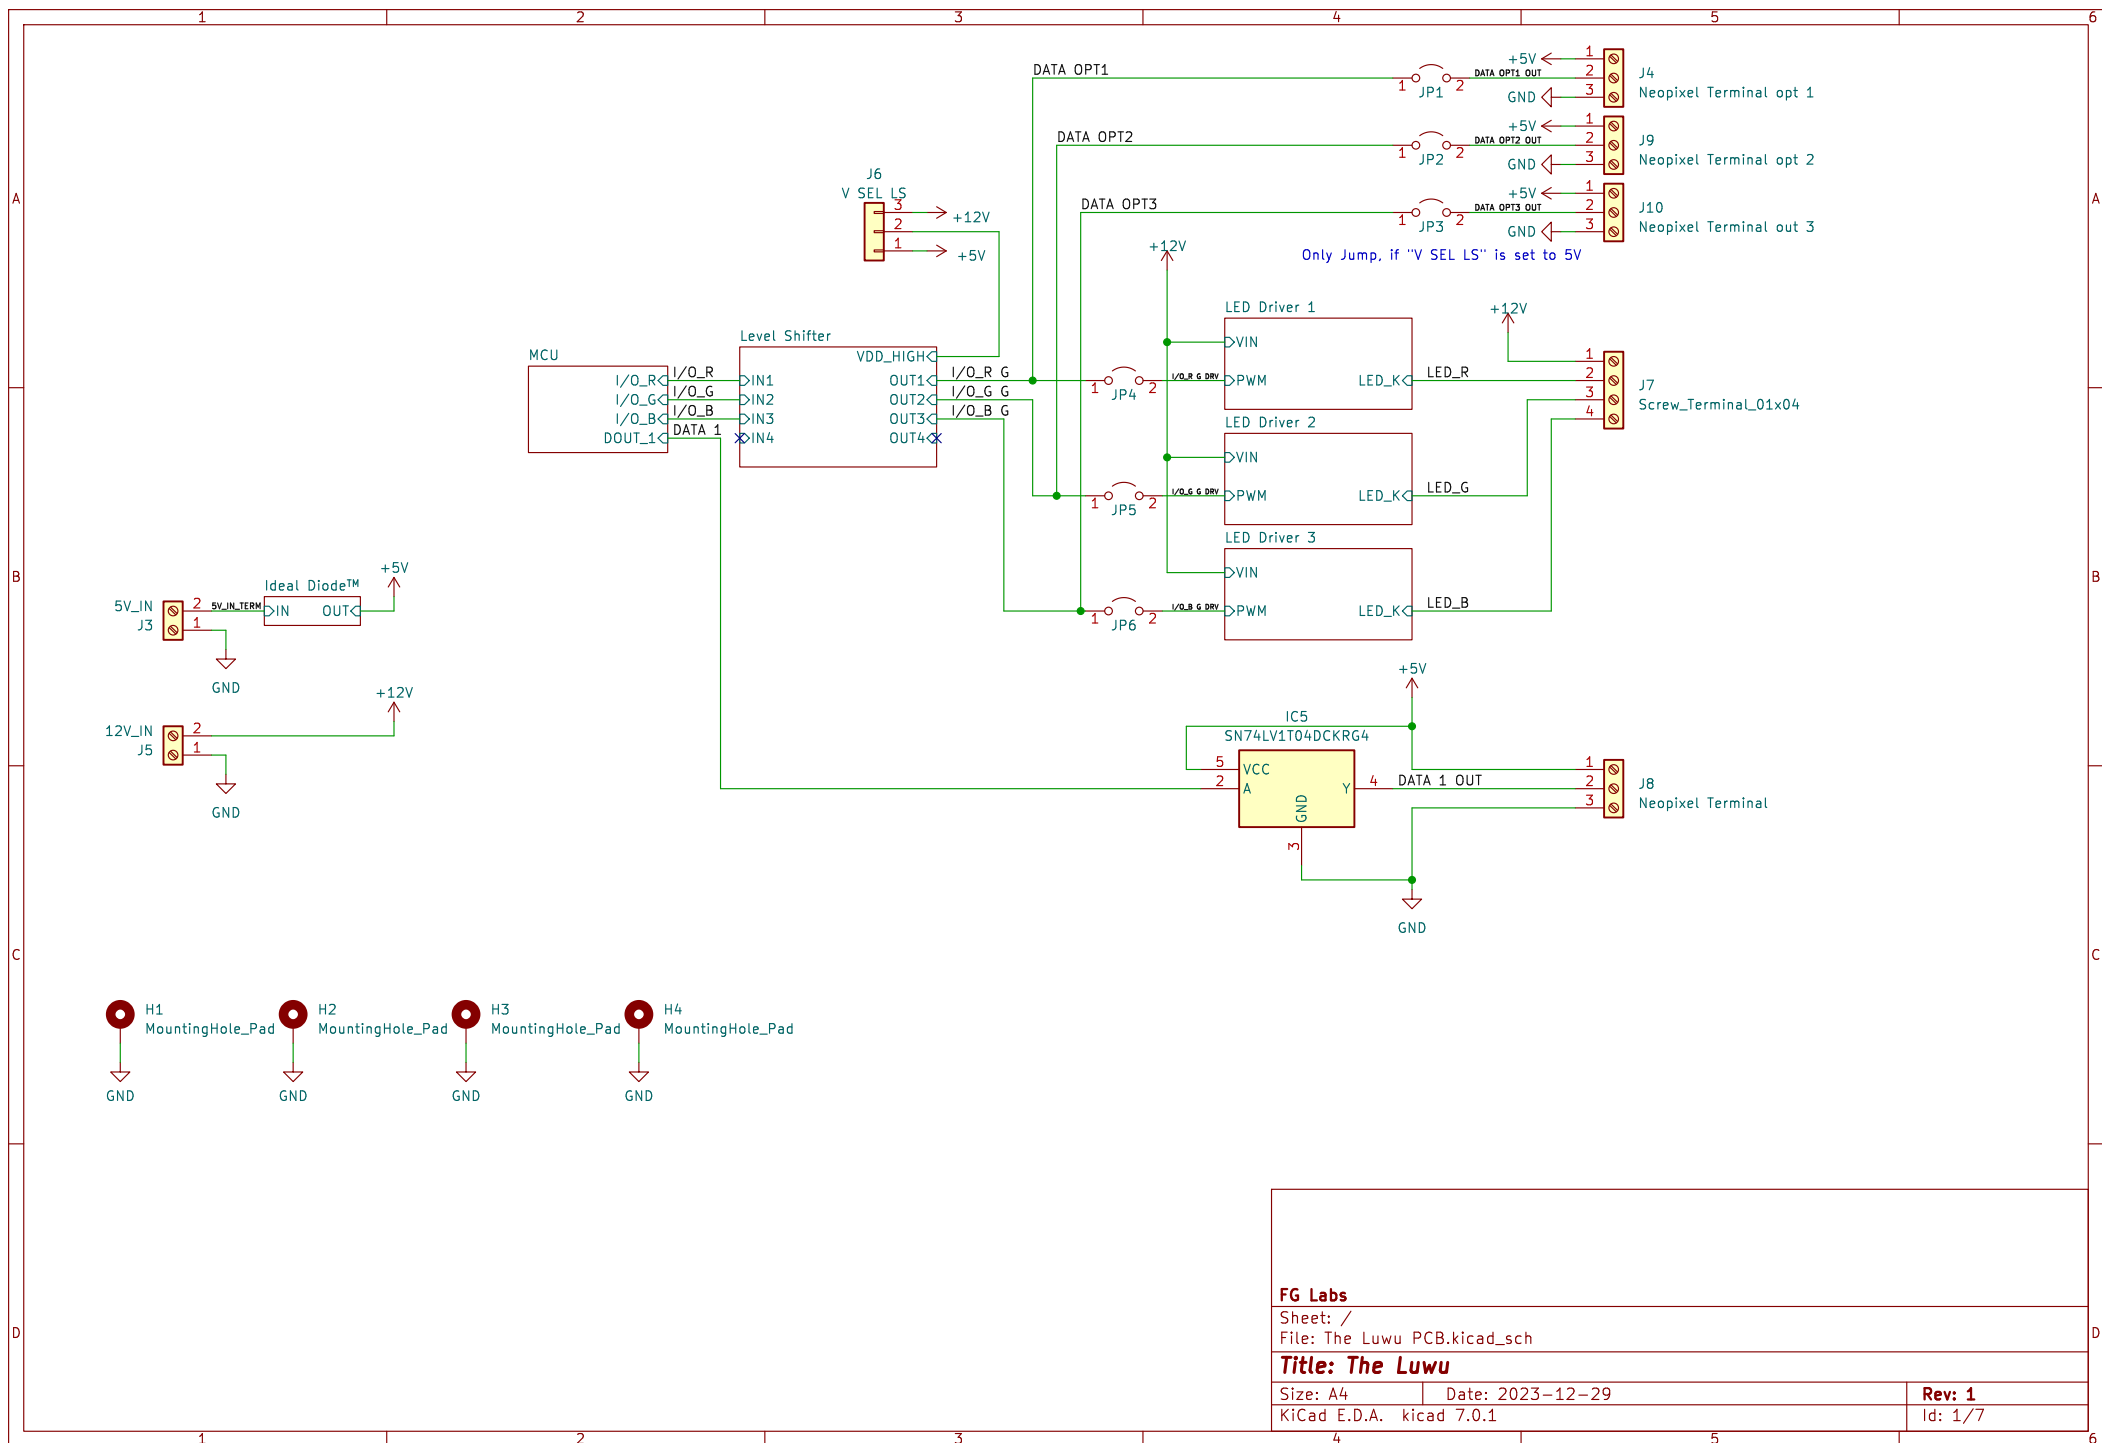 1 2 3 4 5 6
DATA OPT1
1 JP1 2
DATA OPT1 OUT
+5V
GND
1
2
3
J4
Neopixel Terminal opt 1
DATA OPT2
1 JP2 2
DATA OPT2 OUT
+5V
GND
1
2
3
J9
Neopixel Terminal opt 2
DATA OPT3
1 JP3 2
DATA OPT3 OUT
+5V
GND
1
2
3
J10
Neopixel Terminal out 3
Only Jump, if "V SEL LS" is set to 5V
A
A
J6
V SEL LS
3
2
1
+12V
+5V
MCU
I/O_R
I/O_G
I/O_B
DOUT_1
I/O_R
I/O_G
I/O_B
DATA 1
Level Shifter
VDD_HIGH
IN1 OUT1
IN2 OUT2
IN3 OUT3
IN4 OUT4
I/O_R G
I/O_G G
I/O_B G
+12V
1 JP4 2
I/O_R G DRV
LED Driver 1
VIN
PWM LED_K
LED_R
1 JP5 2
I/O_G G DRV
LED Driver 2
VIN
PWM LED_K
LED_G
1 JP6 2
I/O_B G DRV
LED Driver 3
VIN
PWM LED_K
LED_B
+12V
1
2
3
4
J7
Screw_Terminal_01x04
B
B
5V_IN
J3
2
1
5V_IN_TERM
Ideal Diode™
IN OUT
+5V
GND
12V_IN
J5
2
1
+12V
GND
+5V
IC5
SN74LV1T04DCKRG4
5 VCC
2 A
Y 4
GND
3
DATA 1 OUT
1
2
3
J8
Neopixel Terminal
GND
C
C
H1
MountingHole_Pad
GND
H2
MountingHole_Pad
GND
H3
MountingHole_Pad
GND
H4
MountingHole_Pad
GND
D
D
FG Labs
Sheet: /
File: The Luwu PCB.kicad_sch
Title: The Luwu
Size: A4 Date: 2023-12-29 Rev: 1
KiCad E.D.A. kicad 7.0.1 Id: 1/7
1 2 3 4 5 6